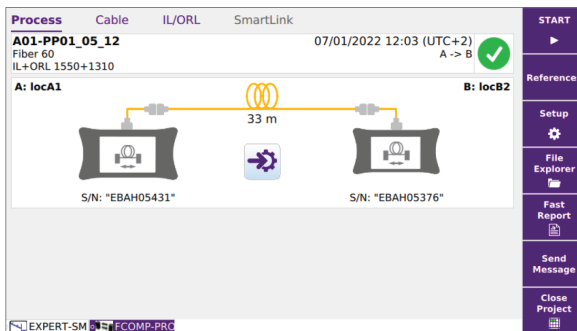 Process Cable IL/ORL SmartLink
START
A01-PP01_05_12 07/01/2022 12:03 (UTC+2)
Fiber 60 A -> B
IL+ORL 1550+1310
Reference
A: locA1 B: locB2
33 m
Setup
File
Explorer
S/N: "EBAH05431" S/N: "EBAH05376"
Fast
Report
Send
Message
Close
Project
EXPERT-SM FCOMP-PRO